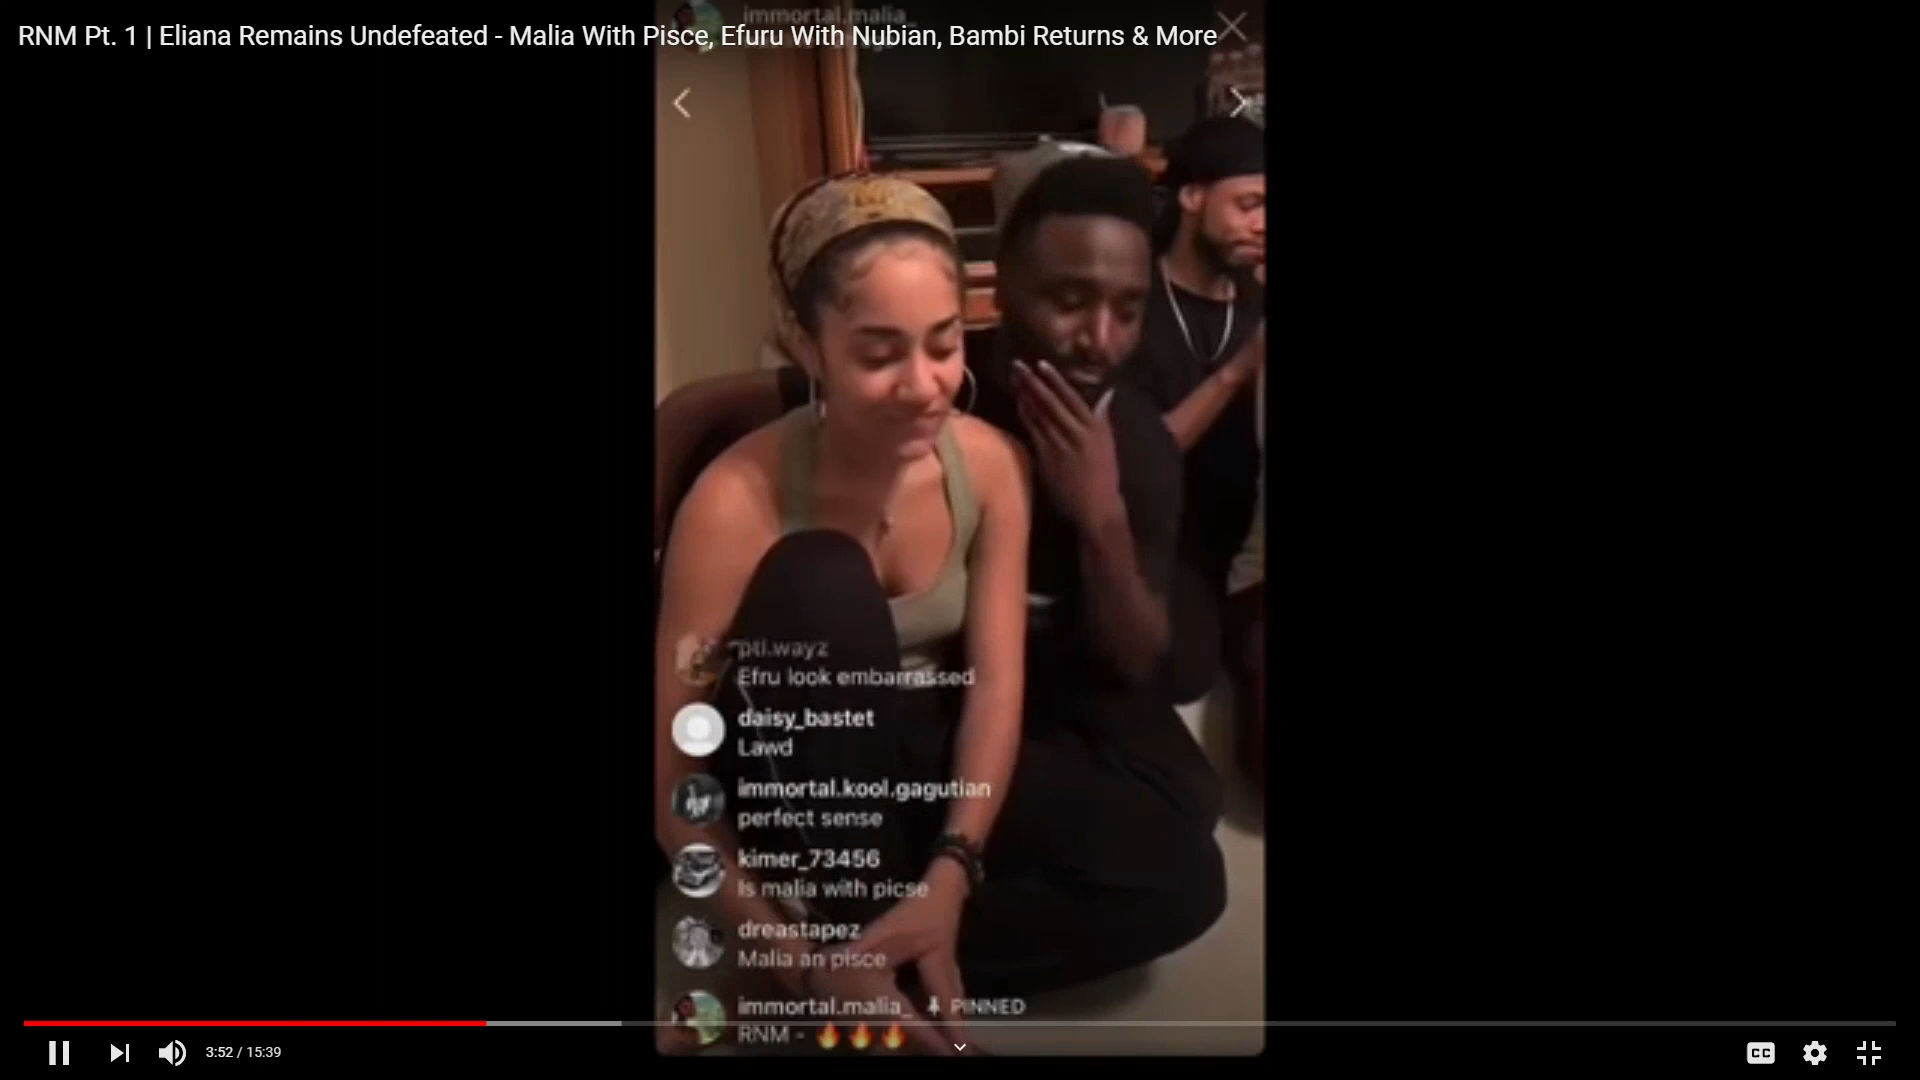 immortal.malia_
RNM Pt. 1 | Eliana Remains Undefeated - Malia With Pisce, Efuru With Nubian, Bambi Returns & More
ptl.wayz
Efru look embarrassed
daisy_bastet
Lawd
immortal.kool.gagutian
perfect sense
kimer_73456
Is malia with picse
dreastapez
Malia an pisce
immortal.malia_ PINNED
RNM - 🔥🔥🔥
3:52 / 15:39
CC